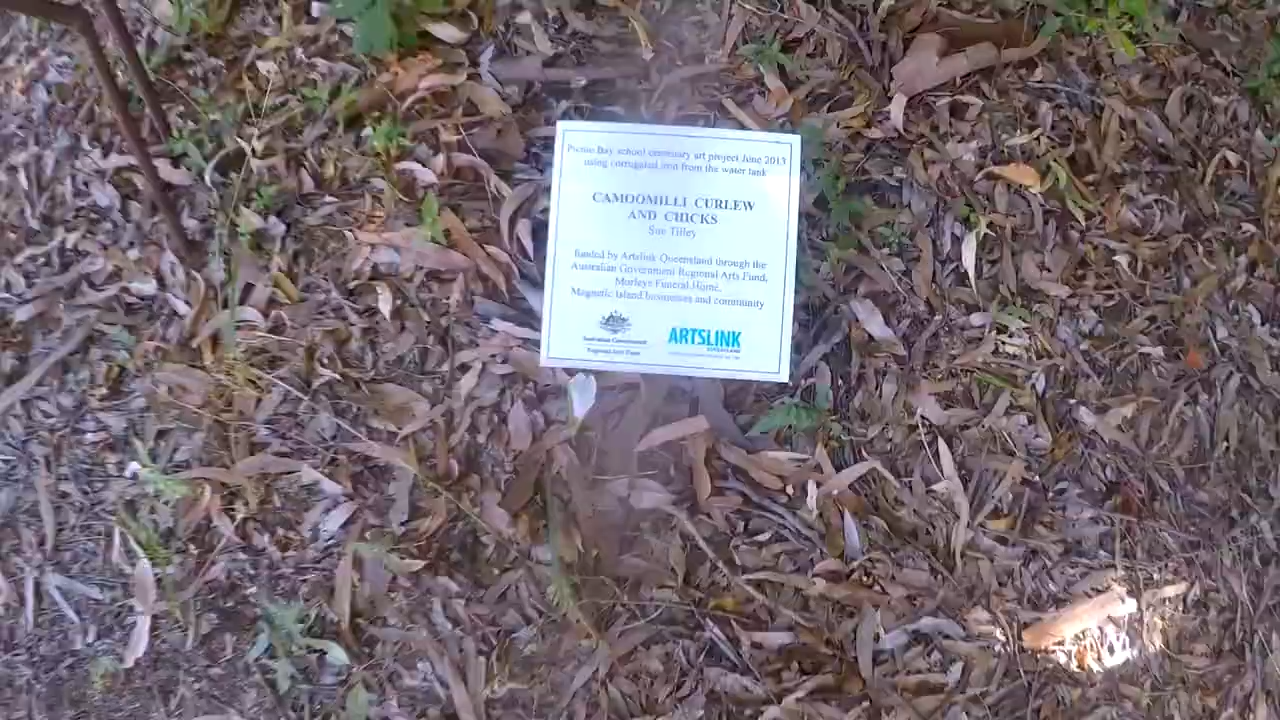 Picnic Bay school centenary art project June 2013
using corrugated iron from the water tank
CAMOOMILLI CURLEW
AND CHICKS
Sue Tilley
funded by Artslink Queensland through the
Australian Government Regional Arts Fund,
Morleys Funeral Home,
Magnetic Island businesses and community
Australian Government
Regional Arts Fund
ARTSLINK
QUEENSLAND